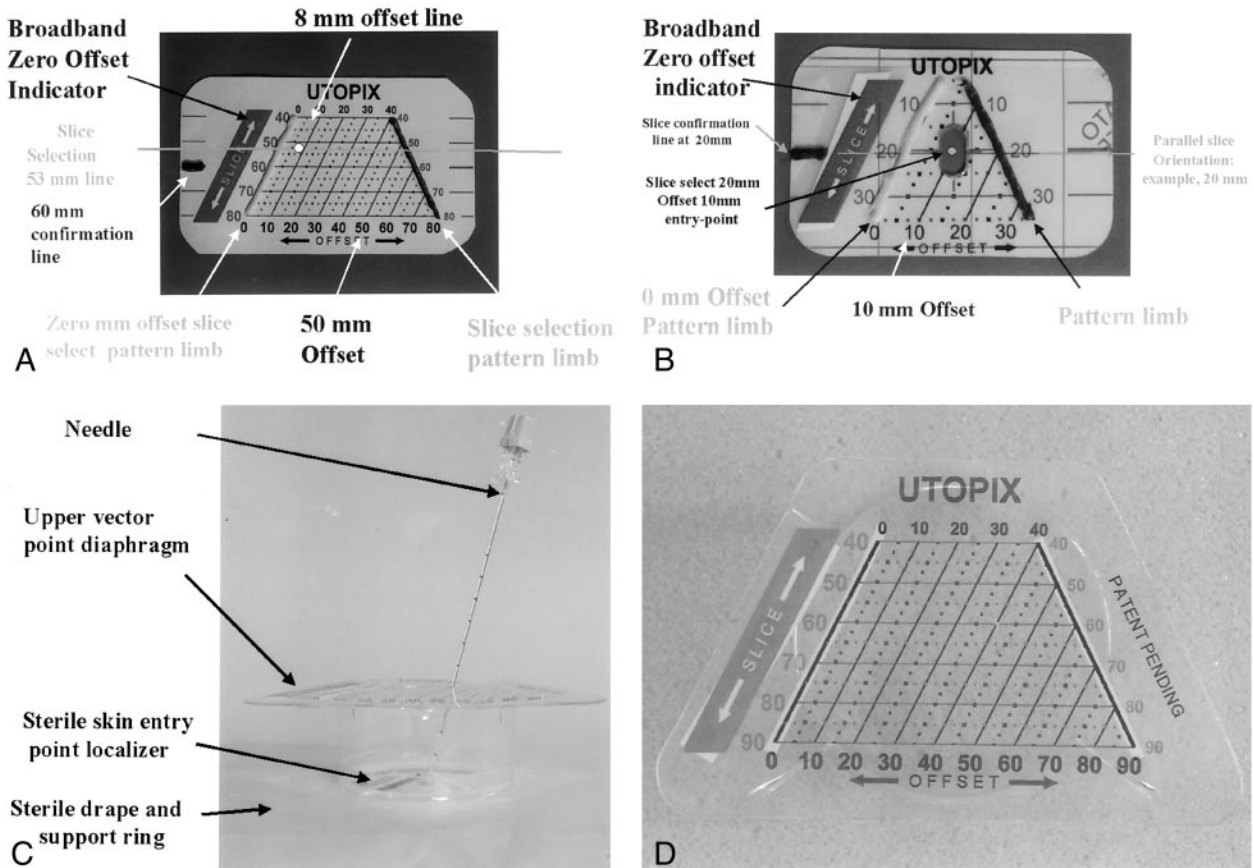 A
Broadband
Zero Offset
Indicator
8 mm offset line
Slice
Selection
53 mm line
60 mm
confirmation
line
UTOPIX
0 10 20 30 40
40
50
60
70
80
80
SLICE
0 10 20 30 40 50 60 70 80
OFFSET
Zero mm offset slice
select pattern limb
50 mm
Offset
Slice selection
pattern limb
B
Broadband
Zero offset
indicator
Slice confirmation
line at 20mm
Slice select 20mm
Offset 10mm
entry-point
UTOPIX
10 10
20 20
30 30
SLICE
0 10 20 30
OFFSET
Parallel slice
Orientation:
example, 20 mm
0 mm Offset
Pattern limb
10 mm Offset
Pattern limb
C
Needle
Upper vector
point diaphragm
Sterile skin entry
point localizer
Sterile drape and
support ring
D
UTOPIX
0 10 20 30 40
40 40
50 50
60 60
70 70
80 80
90 90
SLICE
PATENT PENDING
0 10 20 30 40 50 60 70 80 90
OFFSET